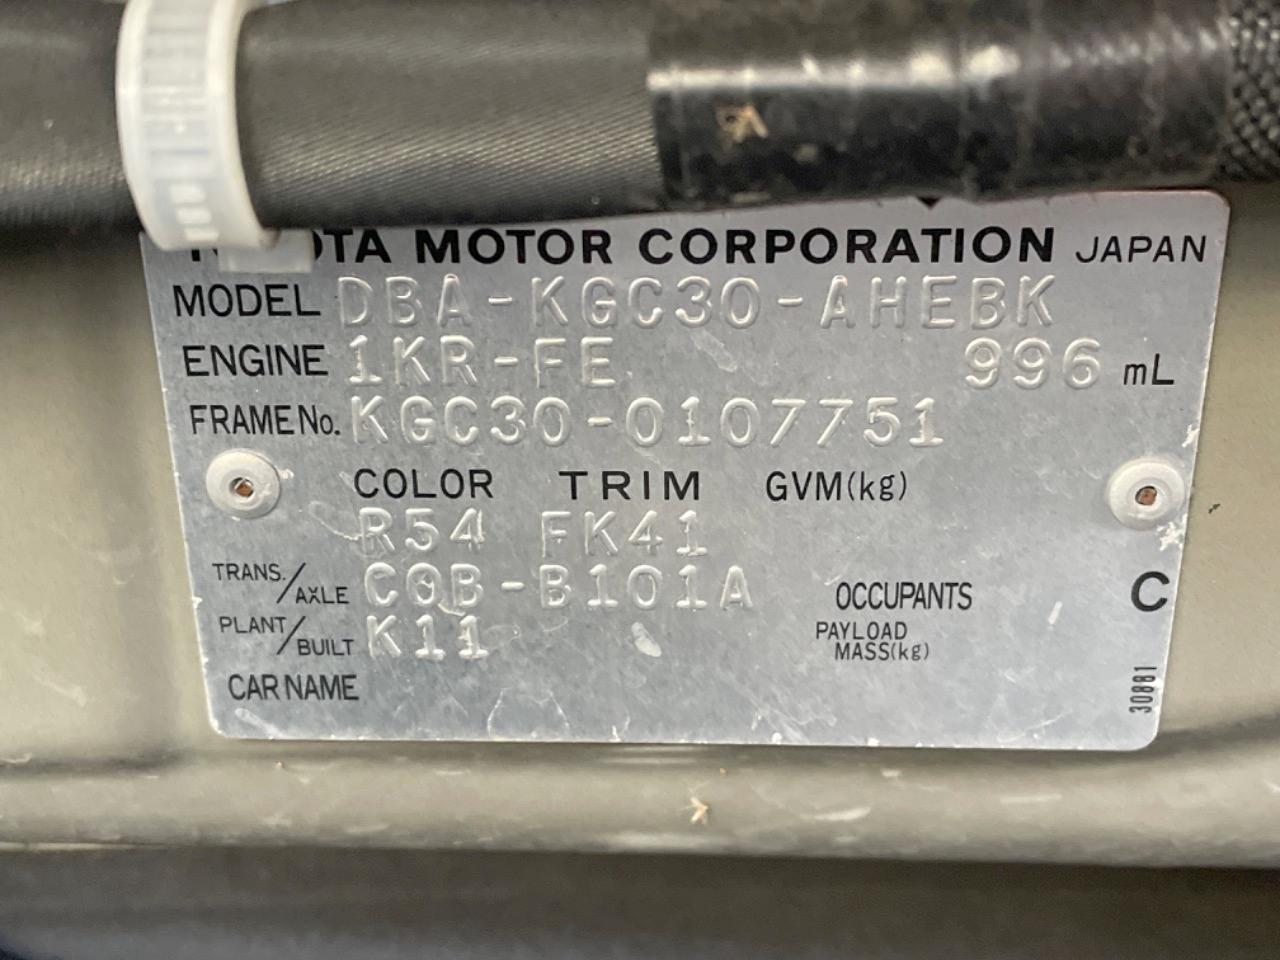 TOYOTA MOTOR CORPORATION JAPAN
MODEL DBA-KGC30-AHEBK
ENGINE 1KR-FE 996 mL
FRAME No. KGC30-0107751
COLOR TRIM GVM(kg)
R54 FK41
TRANS./AXLE C0B-B101A OCCUPANTS C
PLANT/BUILT K11 PAYLOAD MASS(kg)
CAR NAME
30881